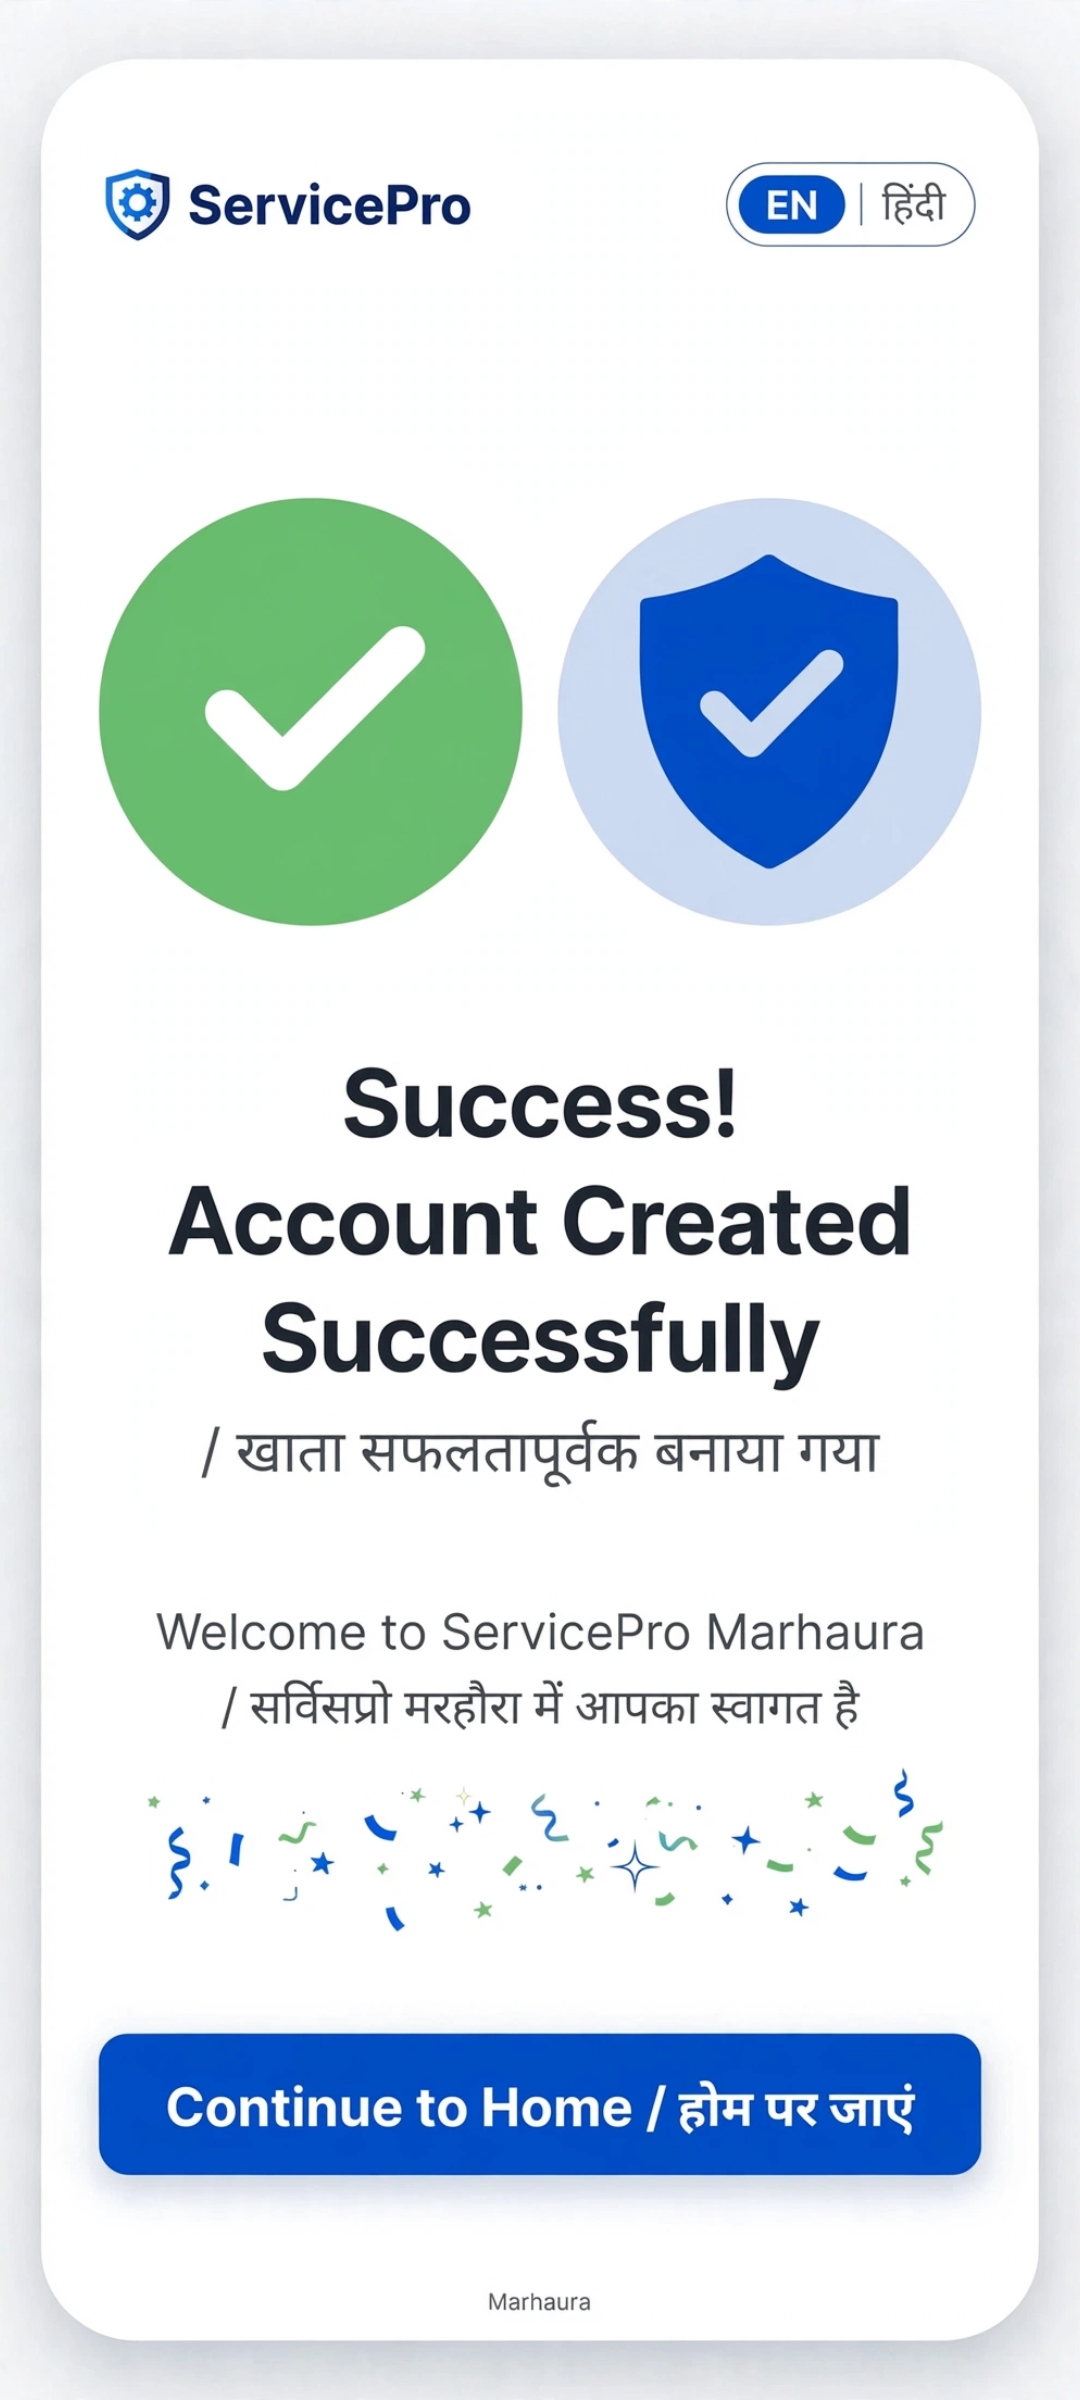 ServicePro
EN | हिंदी
Success!
Account Created
Successfully
/ खाता सफलतापूर्वक बनाया गया
Welcome to ServicePro Marhaura
/ सर्विसप्रो मरहौरा में आपका स्वागत है
Continue to Home / होम पर जाएं
Marhaura